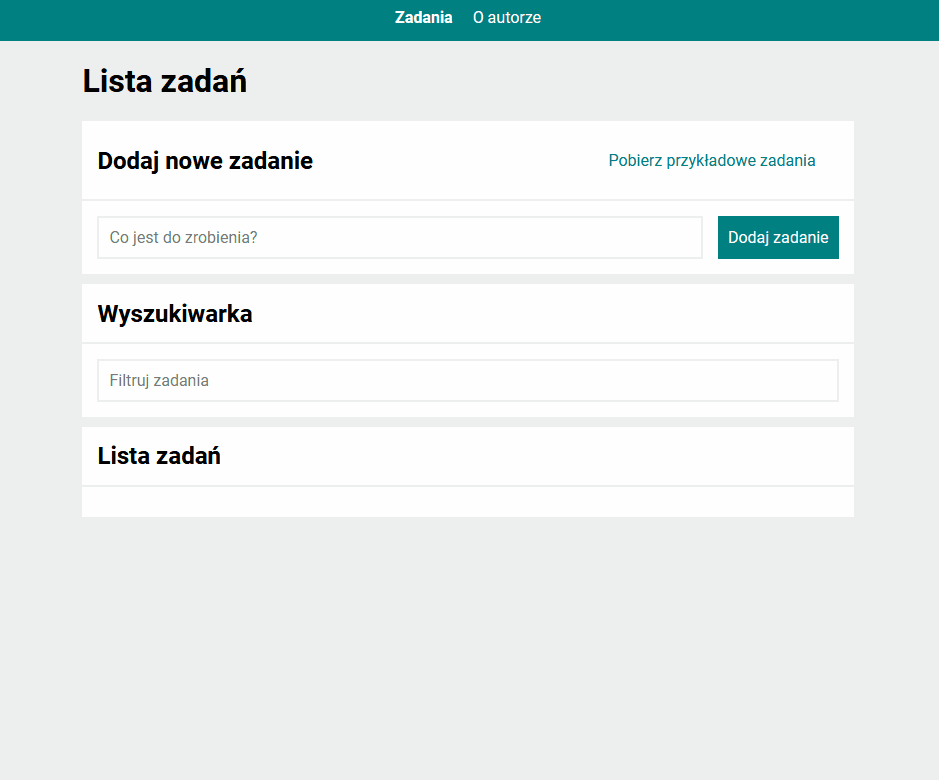 Zadania O autorze
Lista zadań
Dodaj nowe zadanie Pobierz przykładowe zadania
Co jest do zrobienia? Dodaj zadanie
Wyszukiwarka
Filtruj zadania
Lista zadań